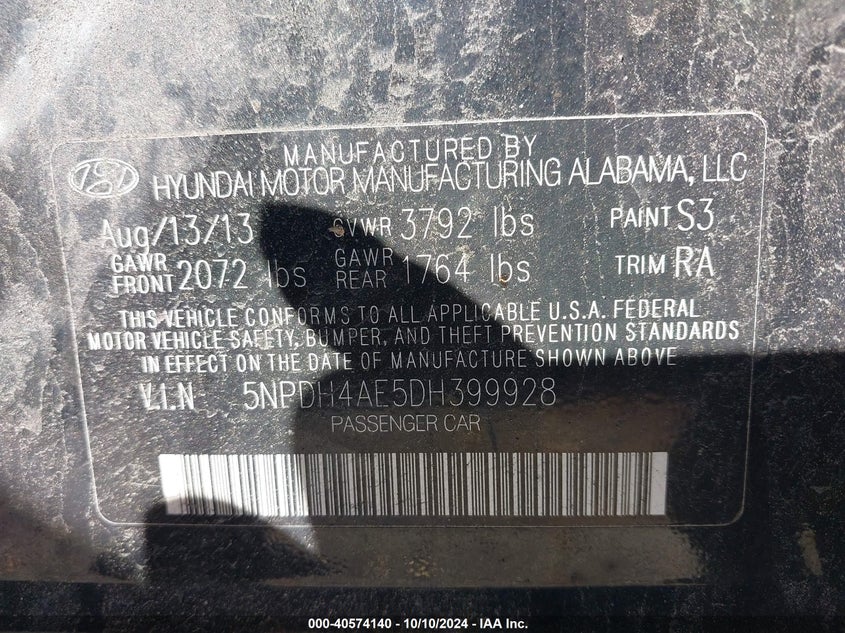 MANUFACTURED BY
HYUNDAI MOTOR MANUFACTURING ALABAMA, LLC
Aug/13/13 GVWR 3792 lbs PAINT S3
GAWR FRONT 2072 lbs GAWR REAR 1764 lbs TRIM RA
THIS VEHICLE CONFORMS TO ALL APPLICABLE U.S.A. FEDERAL
MOTOR VEHICLE SAFETY, BUMPER, AND THEFT PREVENTION STANDARDS
IN EFFECT ON THE DATE OF MANUFACTURE SHOWN ABOVE
V.I.N 5NPDH4AE5DH399928
PASSENGER CAR
000-40574140 - 10/10/2024 - IAA Inc.